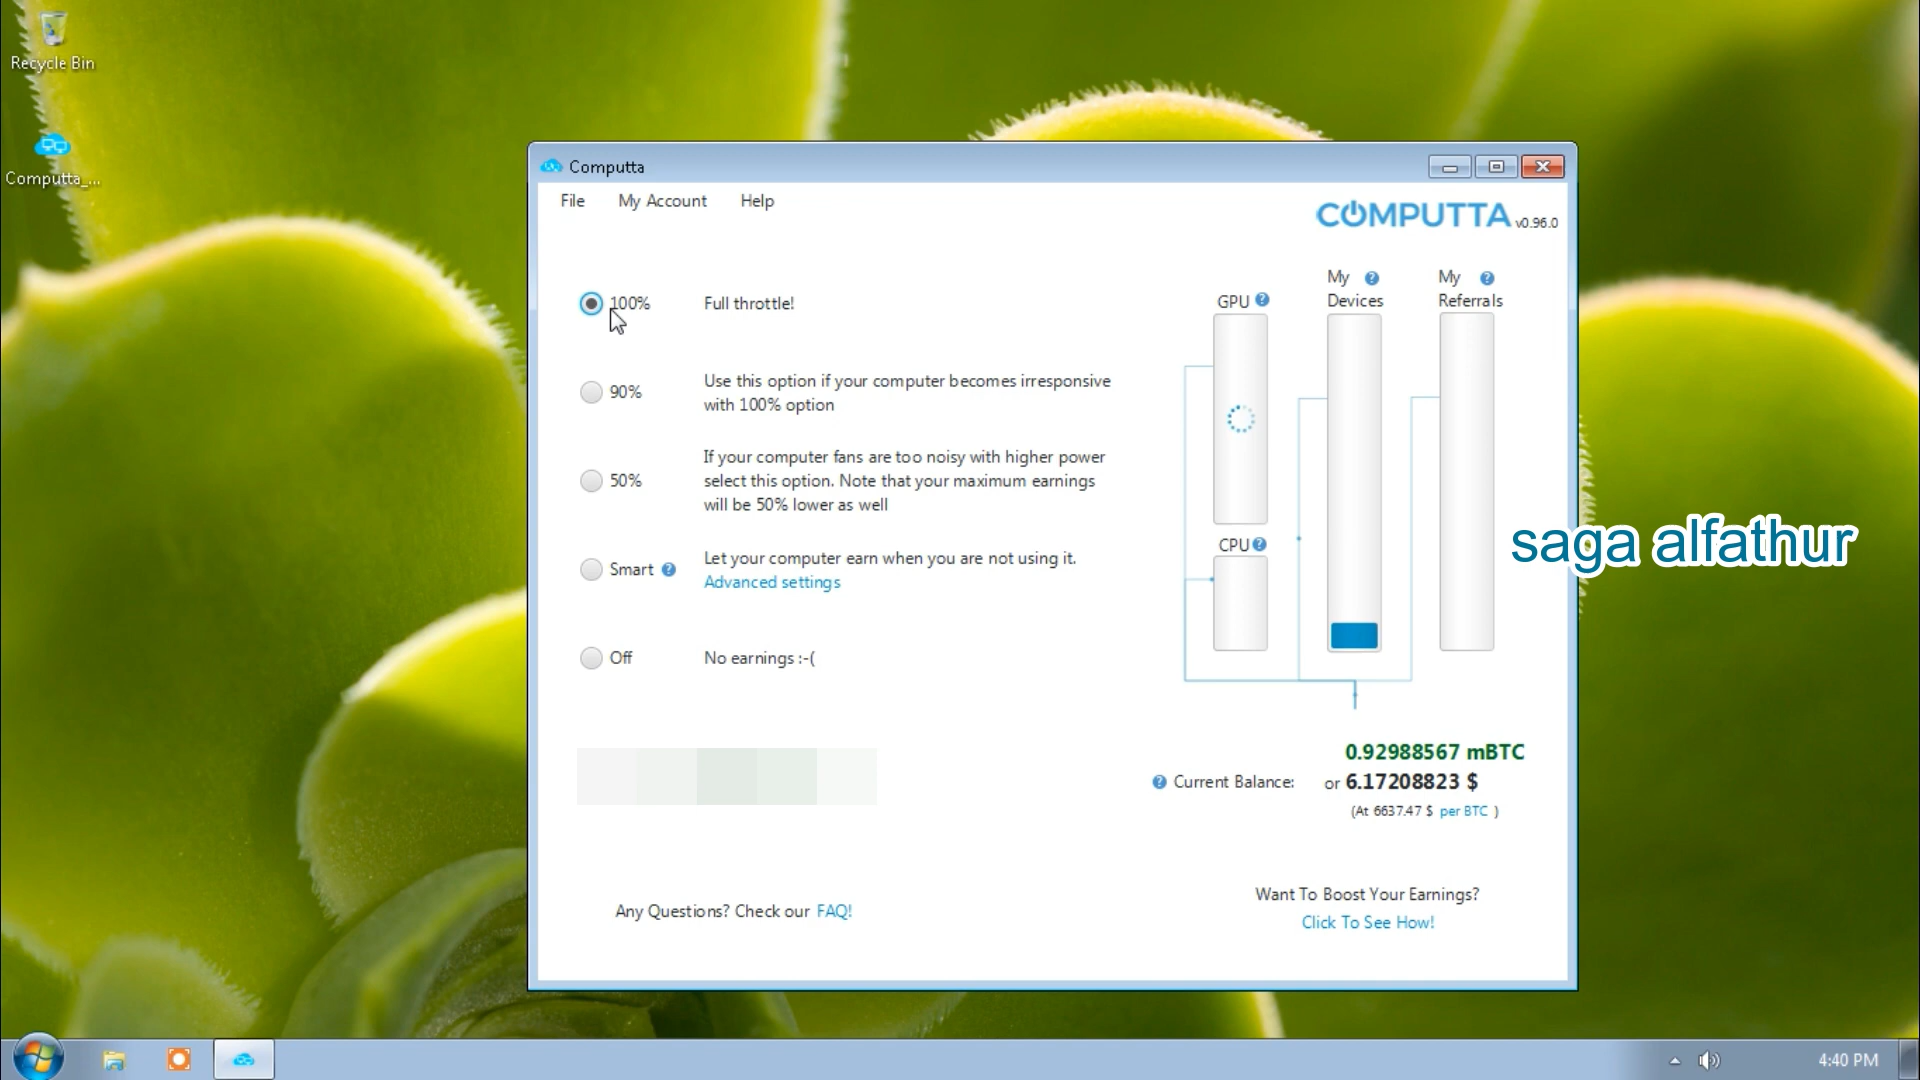 Recycle Bin
Computta_...
Computta
File My Account Help
COMPUTTA v0.96.0
100% Full throttle!
90% Use this option if your computer becomes irresponsive
with 100% option
50% If your computer fans are too noisy with higher power
select this option. Note that your maximum earnings
will be 50% lower as well
Smart Let your computer earn when you are not using it.
Advanced settings
Off No earnings :-(
GPU
CPU
My
Devices
My
Referrals
saga alfathur
0.92988567 mBTC
Current Balance: or 6.17208823 $
(At 6637.47 $ per BTC )
Any Questions? Check our FAQ!
Want To Boost Your Earnings?
Click To See How!
4:40 PM